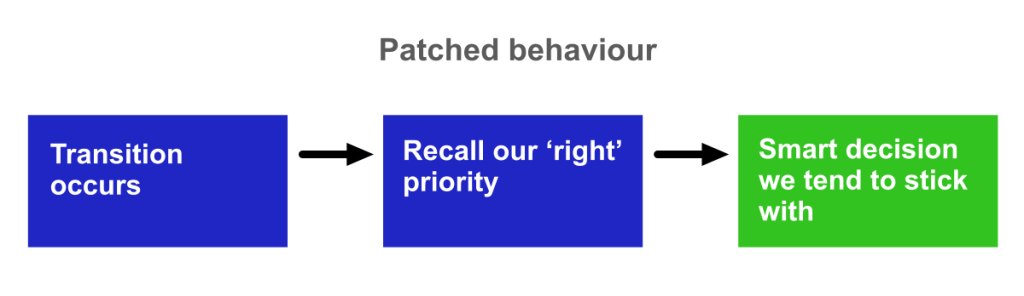 Patched behaviour
Transition
occurs
Recall our ‘right’
priority
Smart decision
we tend to stick
with